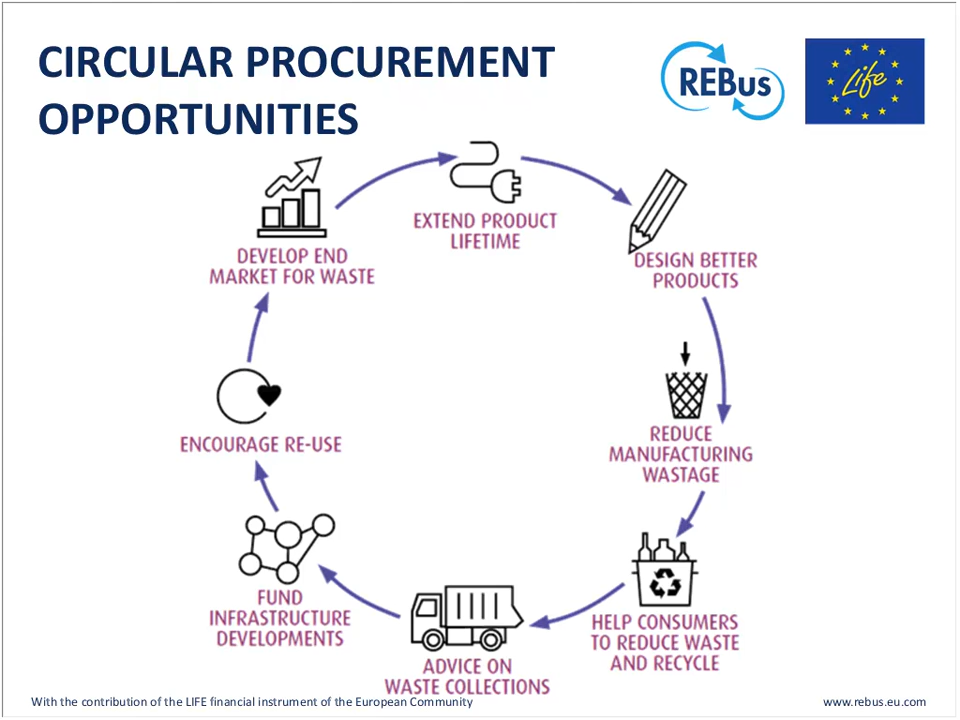 CIRCULAR PROCUREMENT
OPPORTUNITIES
REBus
Life
EXTEND PRODUCT
LIFETIME
DESIGN BETTER
PRODUCTS
REDUCE
MANUFACTURING
WASTAGE
HELP CONSUMERS
TO REDUCE WASTE
AND RECYCLE
ADVICE ON
WASTE COLLECTIONS
FUND
INFRASTRUCTURE
DEVELOPMENTS
ENCOURAGE RE-USE
DEVELOP END
MARKET FOR WASTE
With the contribution of the LIFE financial instrument of the European Community
www.rebus.eu.com